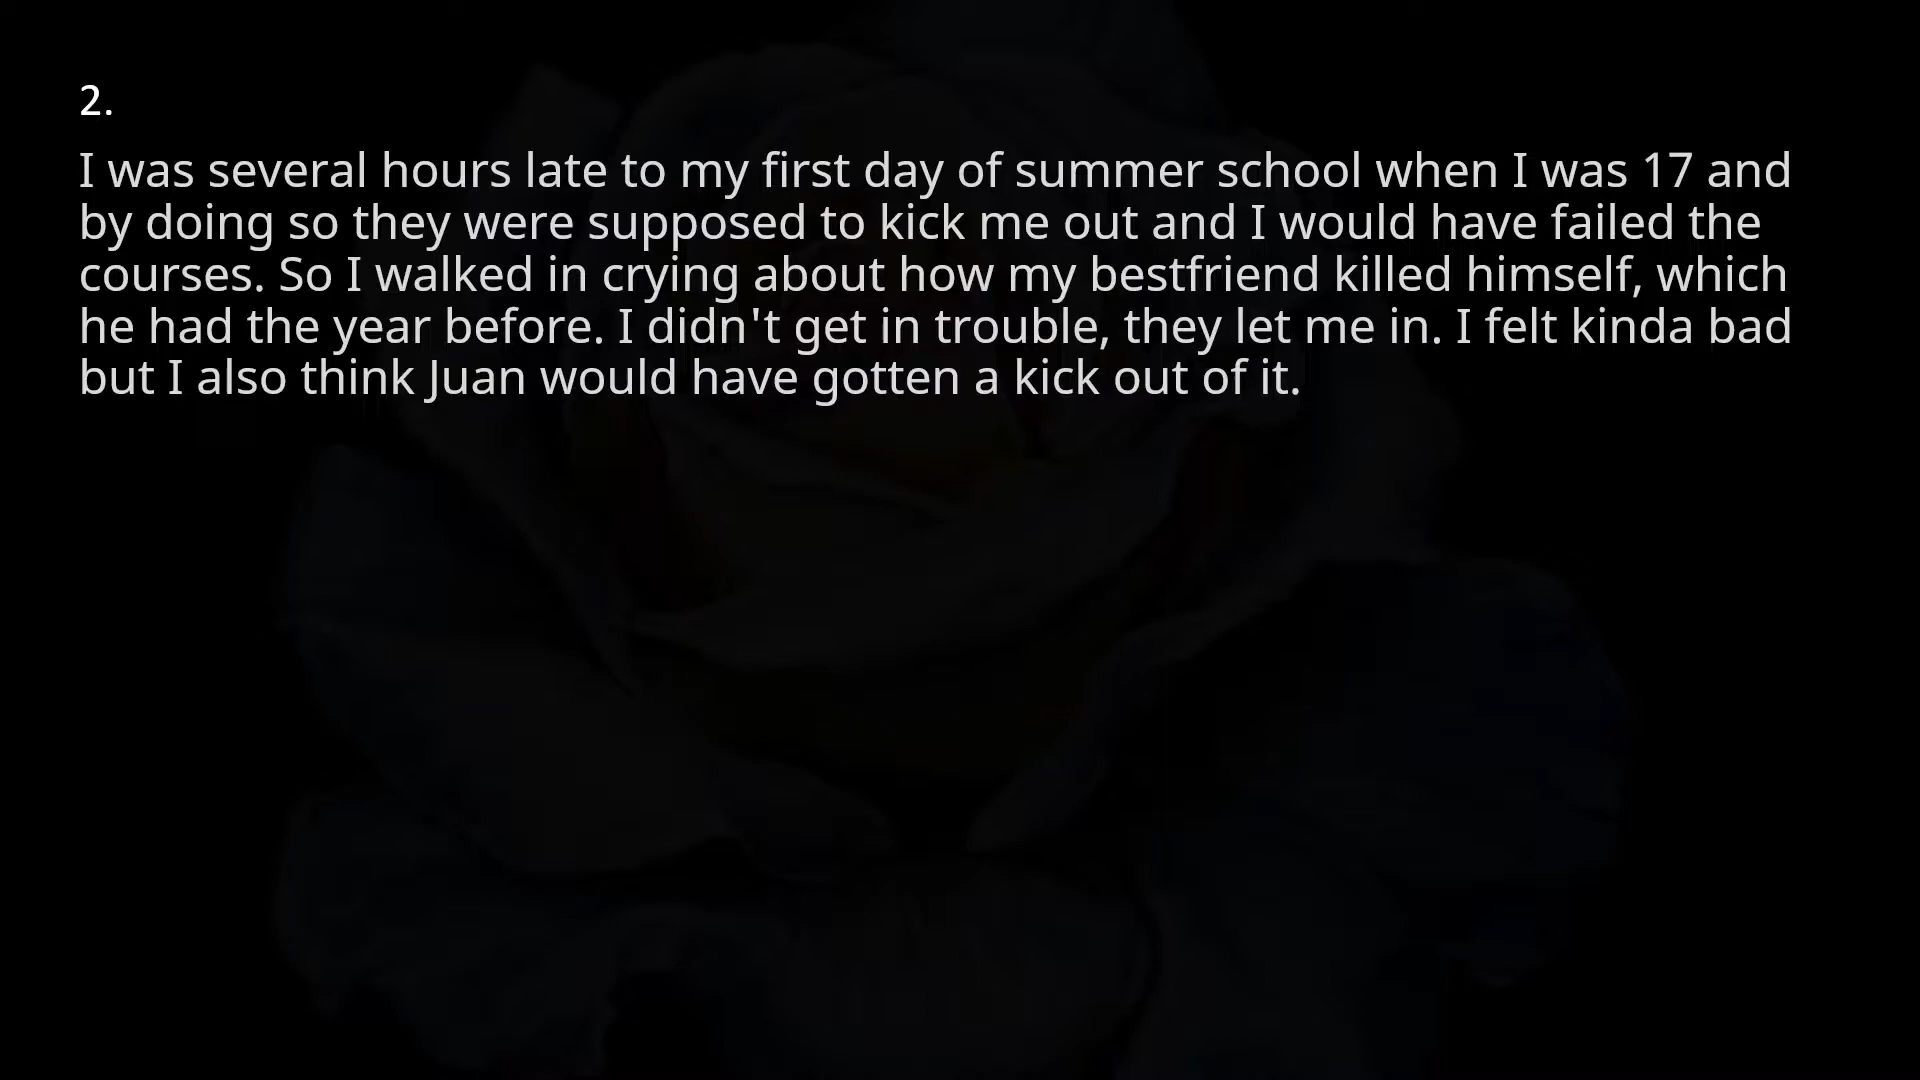 2.
I was several hours late to my first day of summer school when I was 17 and
by doing so they were supposed to kick me out and I would have failed the
courses. So I walked in crying about how my bestfriend killed himself, which
he had the year before. I didn't get in trouble, they let me in. I felt kinda bad
but I also think Juan would have gotten a kick out of it.